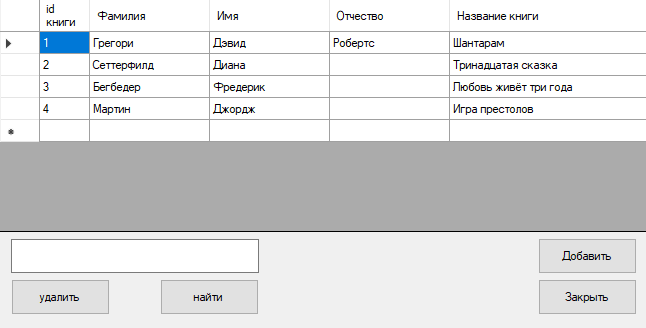 id книги Фамилия Имя Отчество Название книги
1 Грегори Дэвид Робертс Шантарам
2 Сеттерфилд Диана Тринадцатая сказка
3 Бегбедер Фредерик Любовь живёт три года
4 Мартин Джордж Игра престолов
Добавить
удалить найти Закрыть